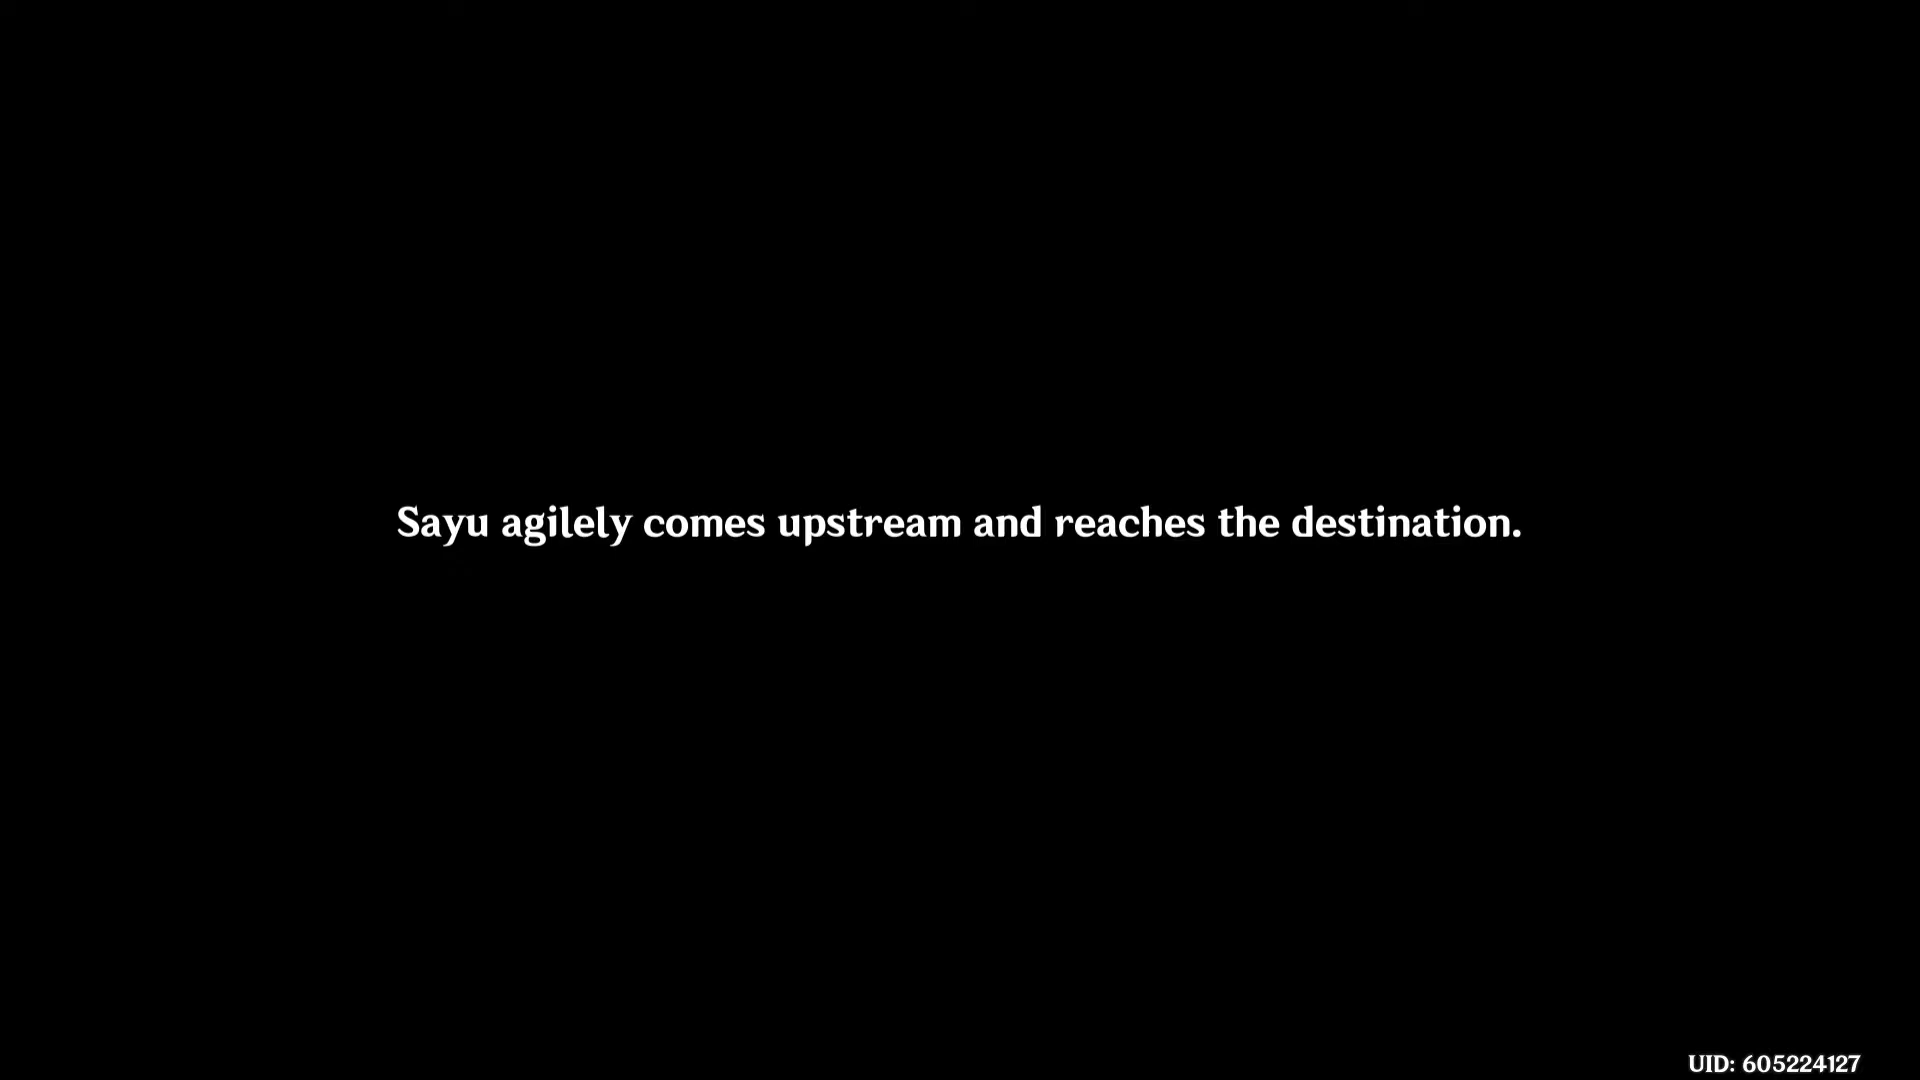 Sayu agilely comes upstream and reaches the destination.
UID: 605224127